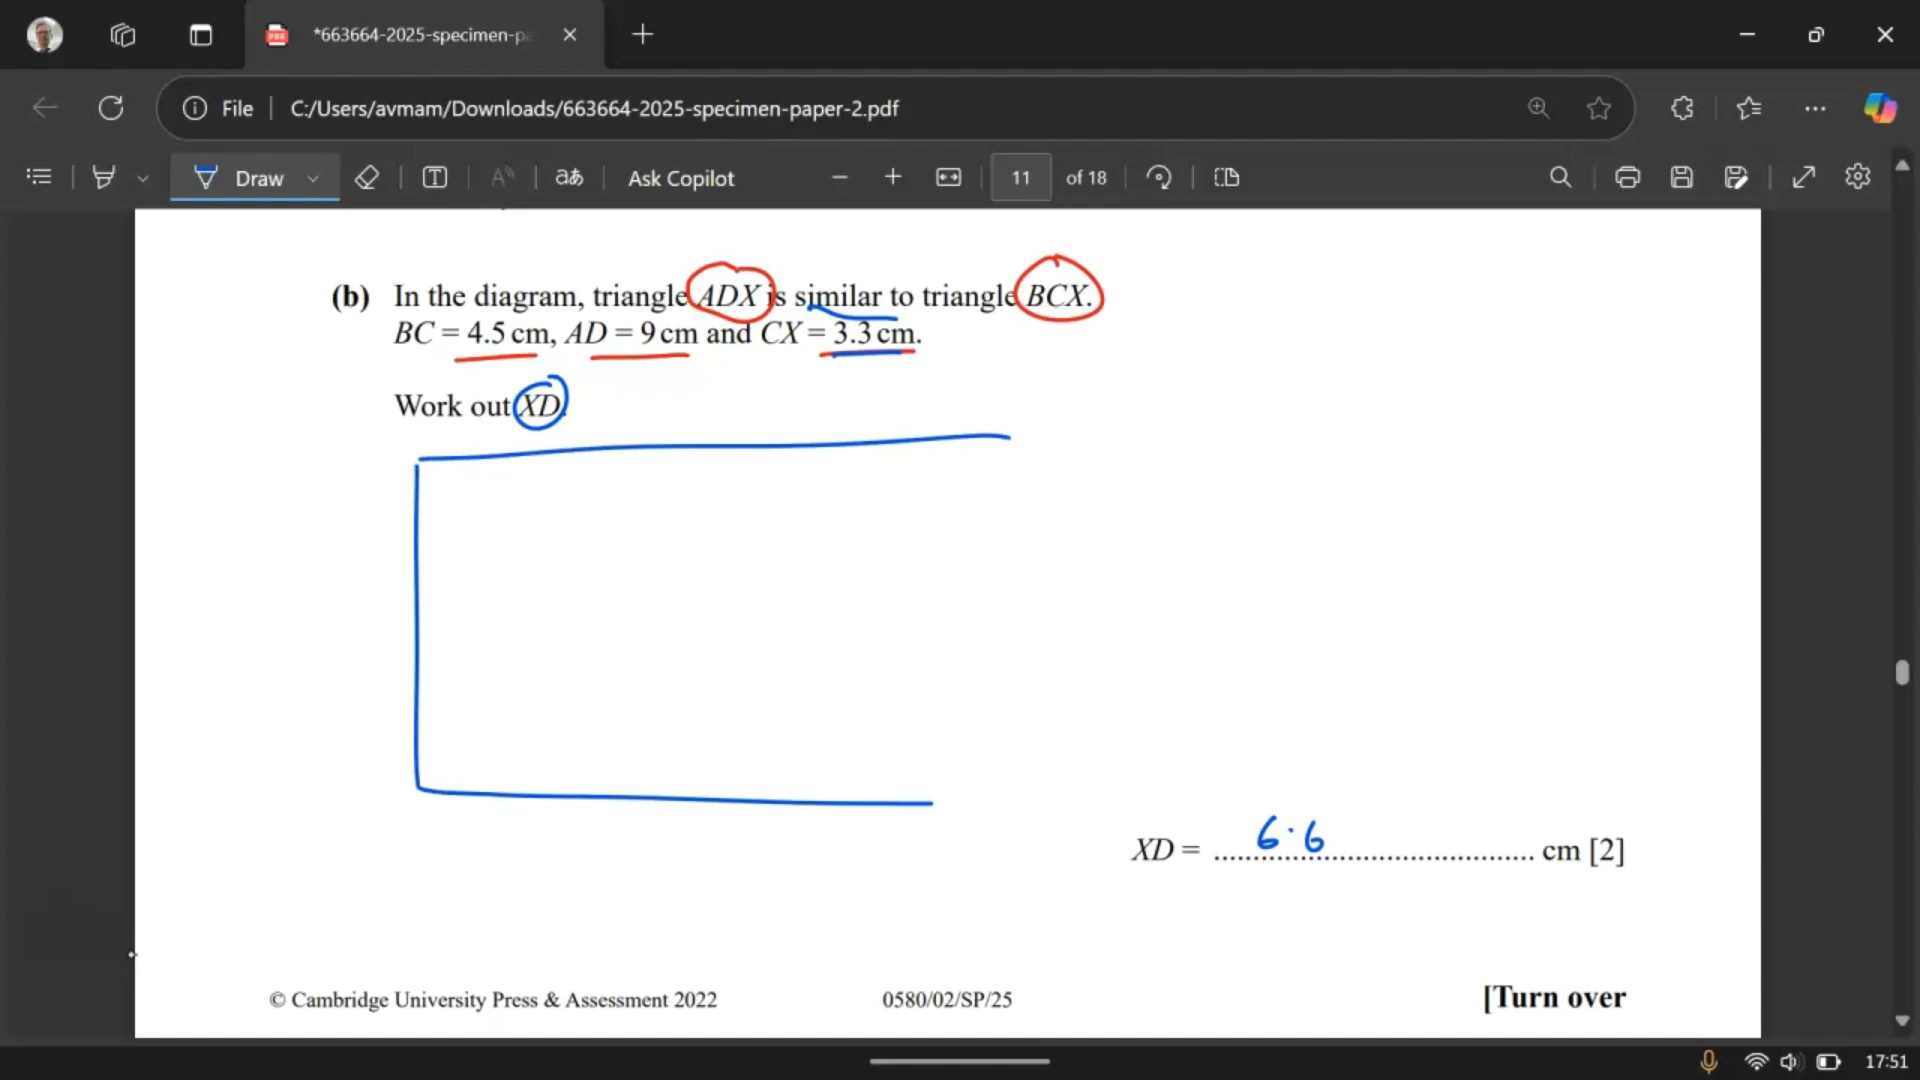 *663664-2025-specimen-pa
File
C:/Users/avmam/Downloads/663664-2025-specimen-paper-2.pdf
Draw
aあ
Ask Copilot
11 of 18
(b) In the diagram, triangle ADX is similar to triangle BCX.
BC = 4.5 cm, AD = 9 cm and CX = 3.3 cm.
Work out XD.
6.6
XD = ............................................ cm [2]
© Cambridge University Press & Assessment 2022
0580/02/SP/25
[Turn over
17:51